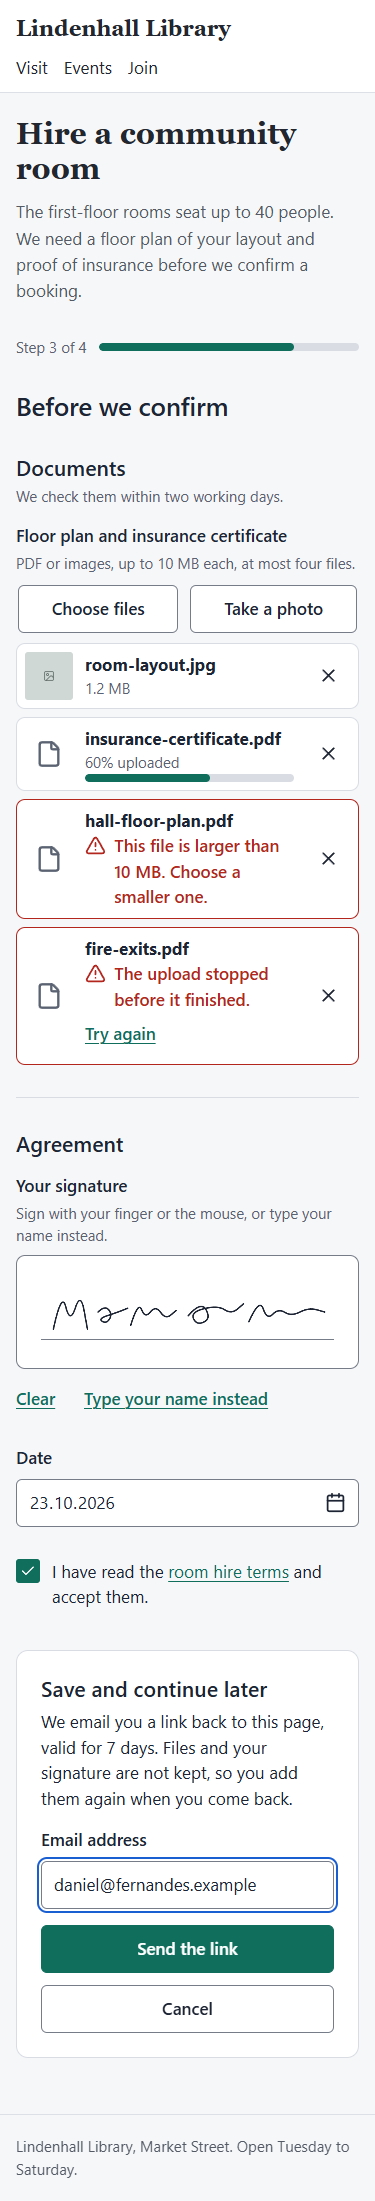 Lindenhall Library
Visit Events Join
Hire a community
room
The first-floor rooms seat up to 40 people.
We need a floor plan of your layout and
proof of insurance before we confirm a
booking.
Step 3 of 4
Before we confirm
Documents
We check them within two working days.
Floor plan and insurance certificate
PDF or images, up to 10 MB each, at most four files.
Choose files Take a photo
room-layout.jpg
1.2 MB
insurance-certificate.pdf
60% uploaded
hall-floor-plan.pdf
This file is larger than
10 MB. Choose a
smaller one.
fire-exits.pdf
The upload stopped
before it finished.
Try again
Agreement
Your signature
Sign with your finger or the mouse, or type your
name instead.
Clear Type your name instead
Date
23.10.2026
I have read the room hire terms and
accept them.
Save and continue later
We email you a link back to this page,
valid for 7 days. Files and your
signature are not kept, so you add
them again when you come back.
Email address
daniel@fernandes.example
Send the link
Cancel
Lindenhall Library, Market Street. Open Tuesday to
Saturday.